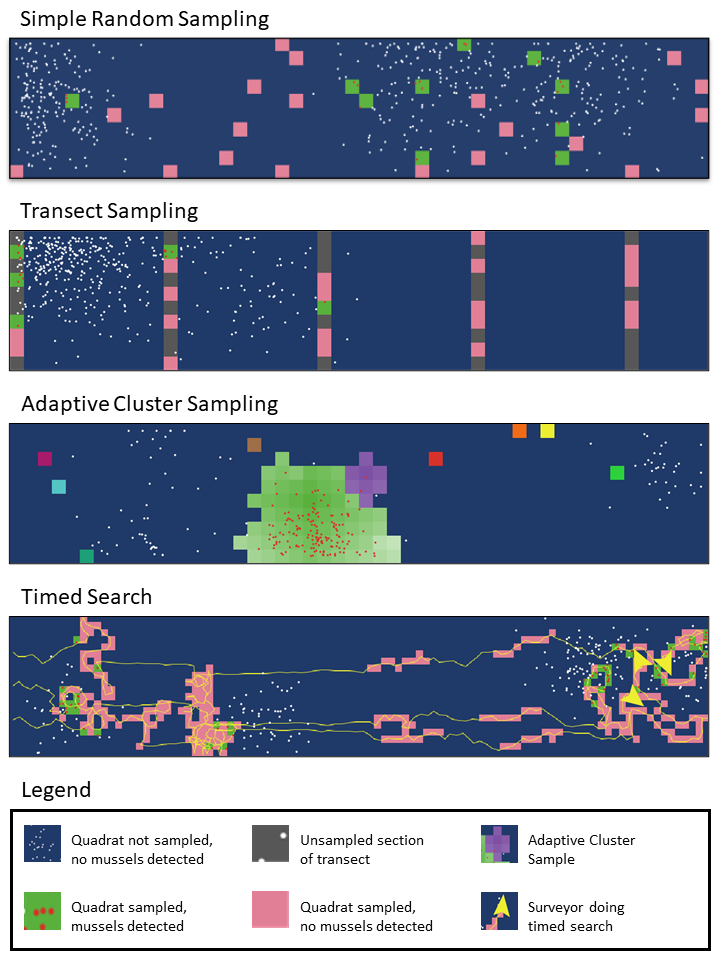 Simple Random Sampling
Transect Sampling
Adaptive Cluster Sampling
Timed Search
Legend
Quadrat not sampled,
no mussels detected
Unsampled section
of transect
Adaptive Cluster
Sample
Quadrat sampled,
mussels detected
Quadrat sampled,
no mussels detected
Surveyor doing
timed search